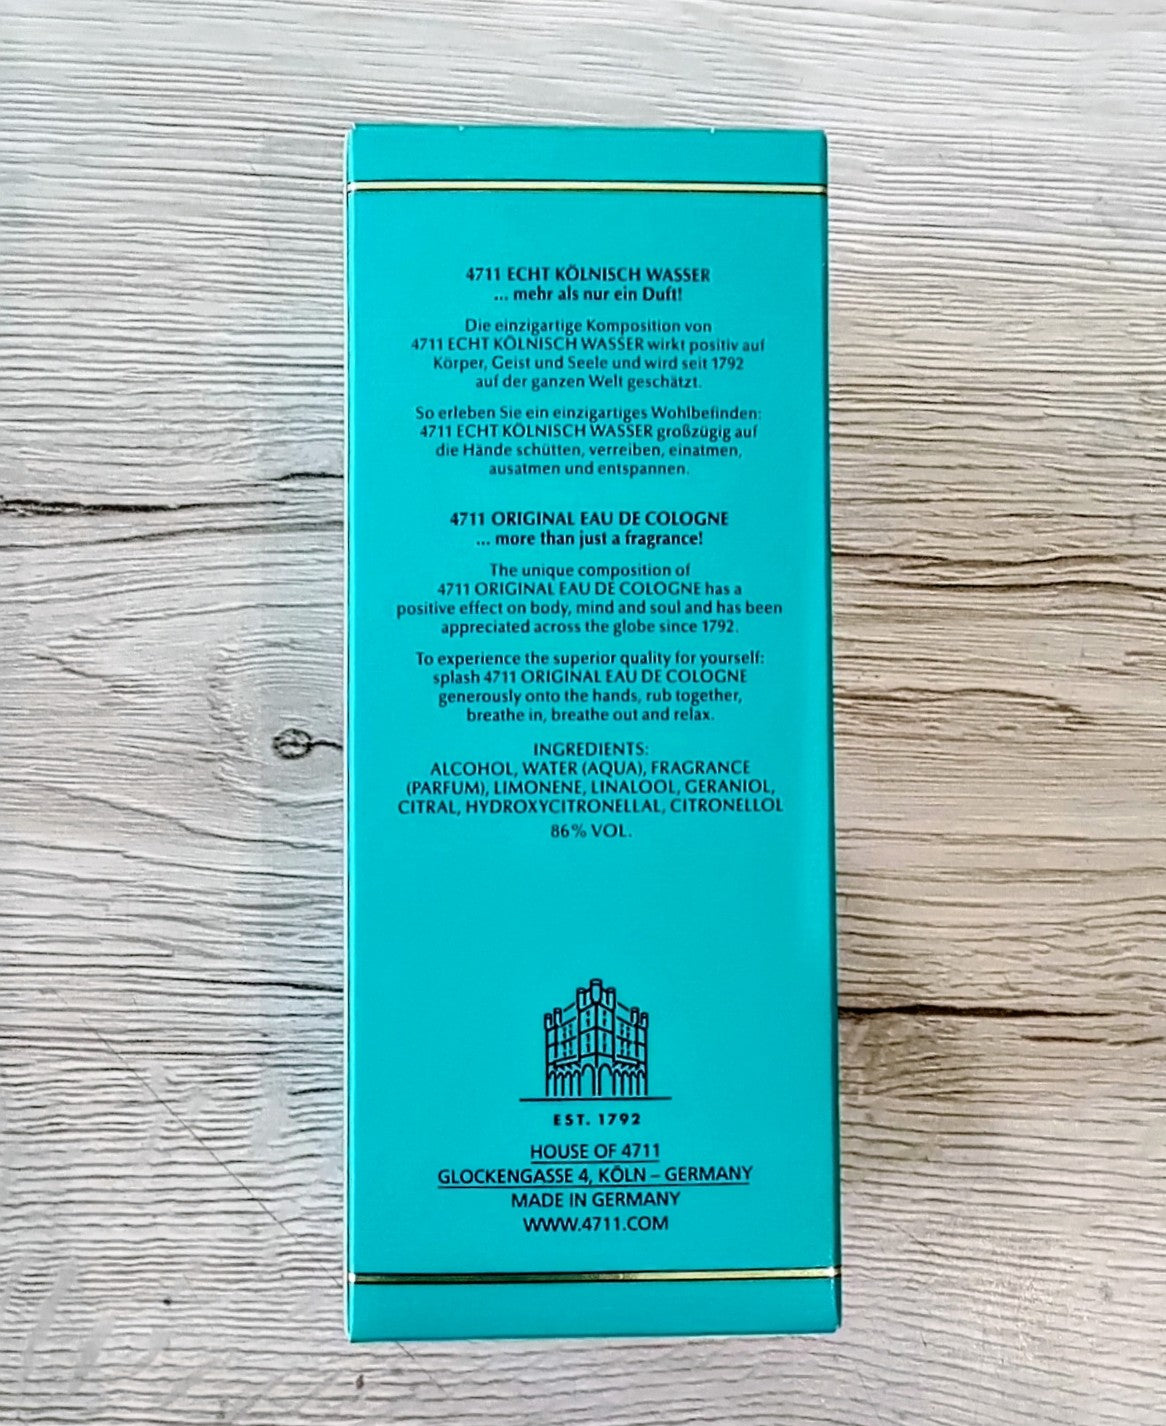 4711 ECHT KÖLNISCH WASSER
... mehr als nur ein Duft!
Die einzigartige Komposition von
4711 ECHT KÖLNISCH WASSER wirkt positiv auf
Körper, Geist und Seele und wird seit 1792
auf der ganzen Welt geschätzt.
So erleben Sie ein einzigartiges Wohlbefinden:
4711 ECHT KÖLNISCH WASSER großzügig auf
die Hände schütten, verreiben, einatmen,
ausatmen und entspannen.
4711 ORIGINAL EAU DE COLOGNE
... more than just a fragrance!
The unique composition of
4711 ORIGINAL EAU DE COLOGNE has a
positive effect on body, mind and soul and has been
appreciated across the globe since 1792.
To experience the superior quality for yourself:
splash 4711 ORIGINAL EAU DE COLOGNE
generously onto the hands, rub together,
breathe in, breathe out and relax.
INGREDIENTS:
ALCOHOL, WATER (AQUA), FRAGRANCE
(PARFUM), LIMONENE, LINALOOL, GERANIOL,
CITRAL, HYDROXYCITRONELLAL, CITRONELLOL
86% VOL.
EST. 1792
HOUSE OF 4711
GLOCKENGASSE 4, KÖLN – GERMANY
MADE IN GERMANY
WWW.4711.COM